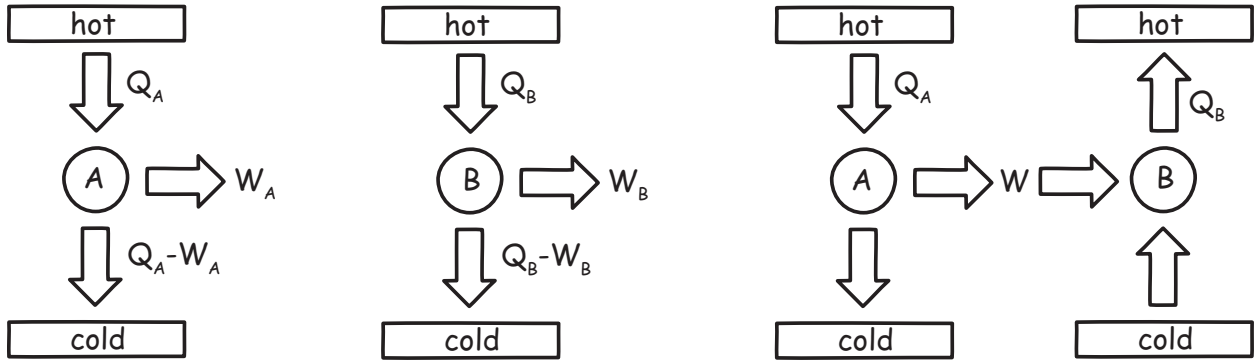 hot hot hot hot
Q_A Q_B Q_A Q_B
A W_A B W_B A W B
Q_A-W_A Q_B-W_B
cold cold cold cold